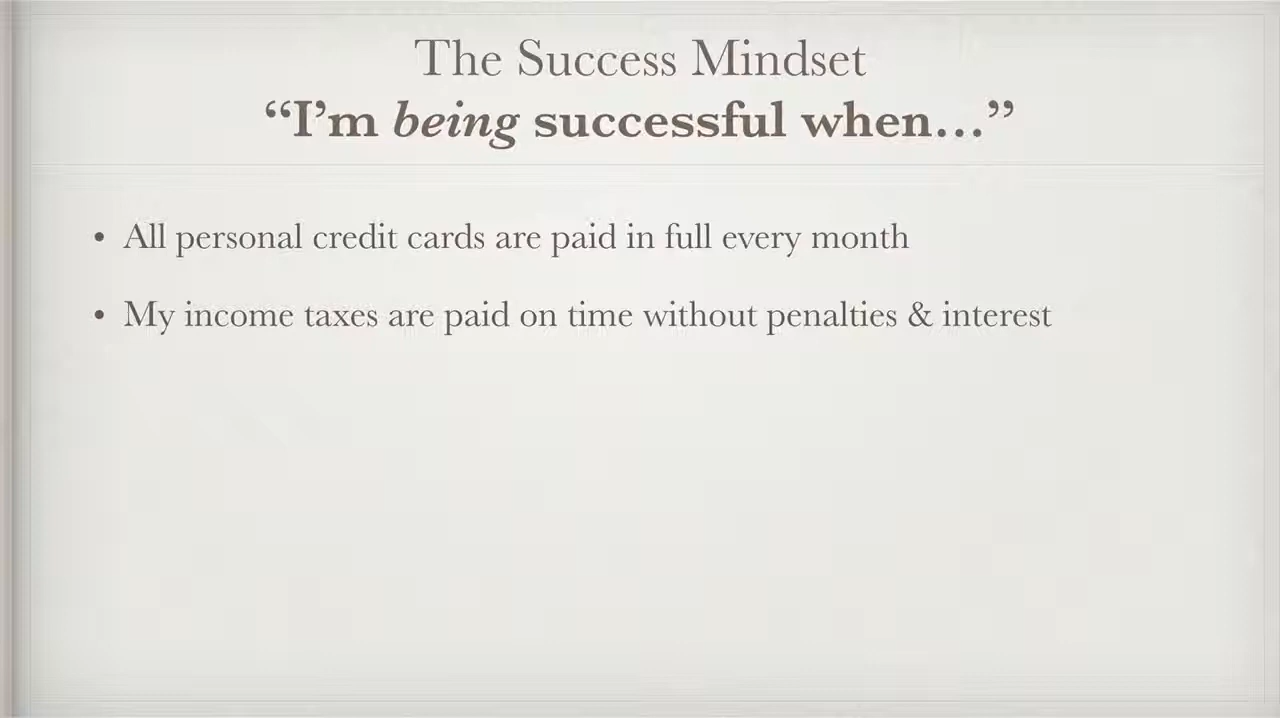 The Success Mindset
“I’m being successful when…”
• All personal credit cards are paid in full every month
• My income taxes are paid on time without penalties & interest